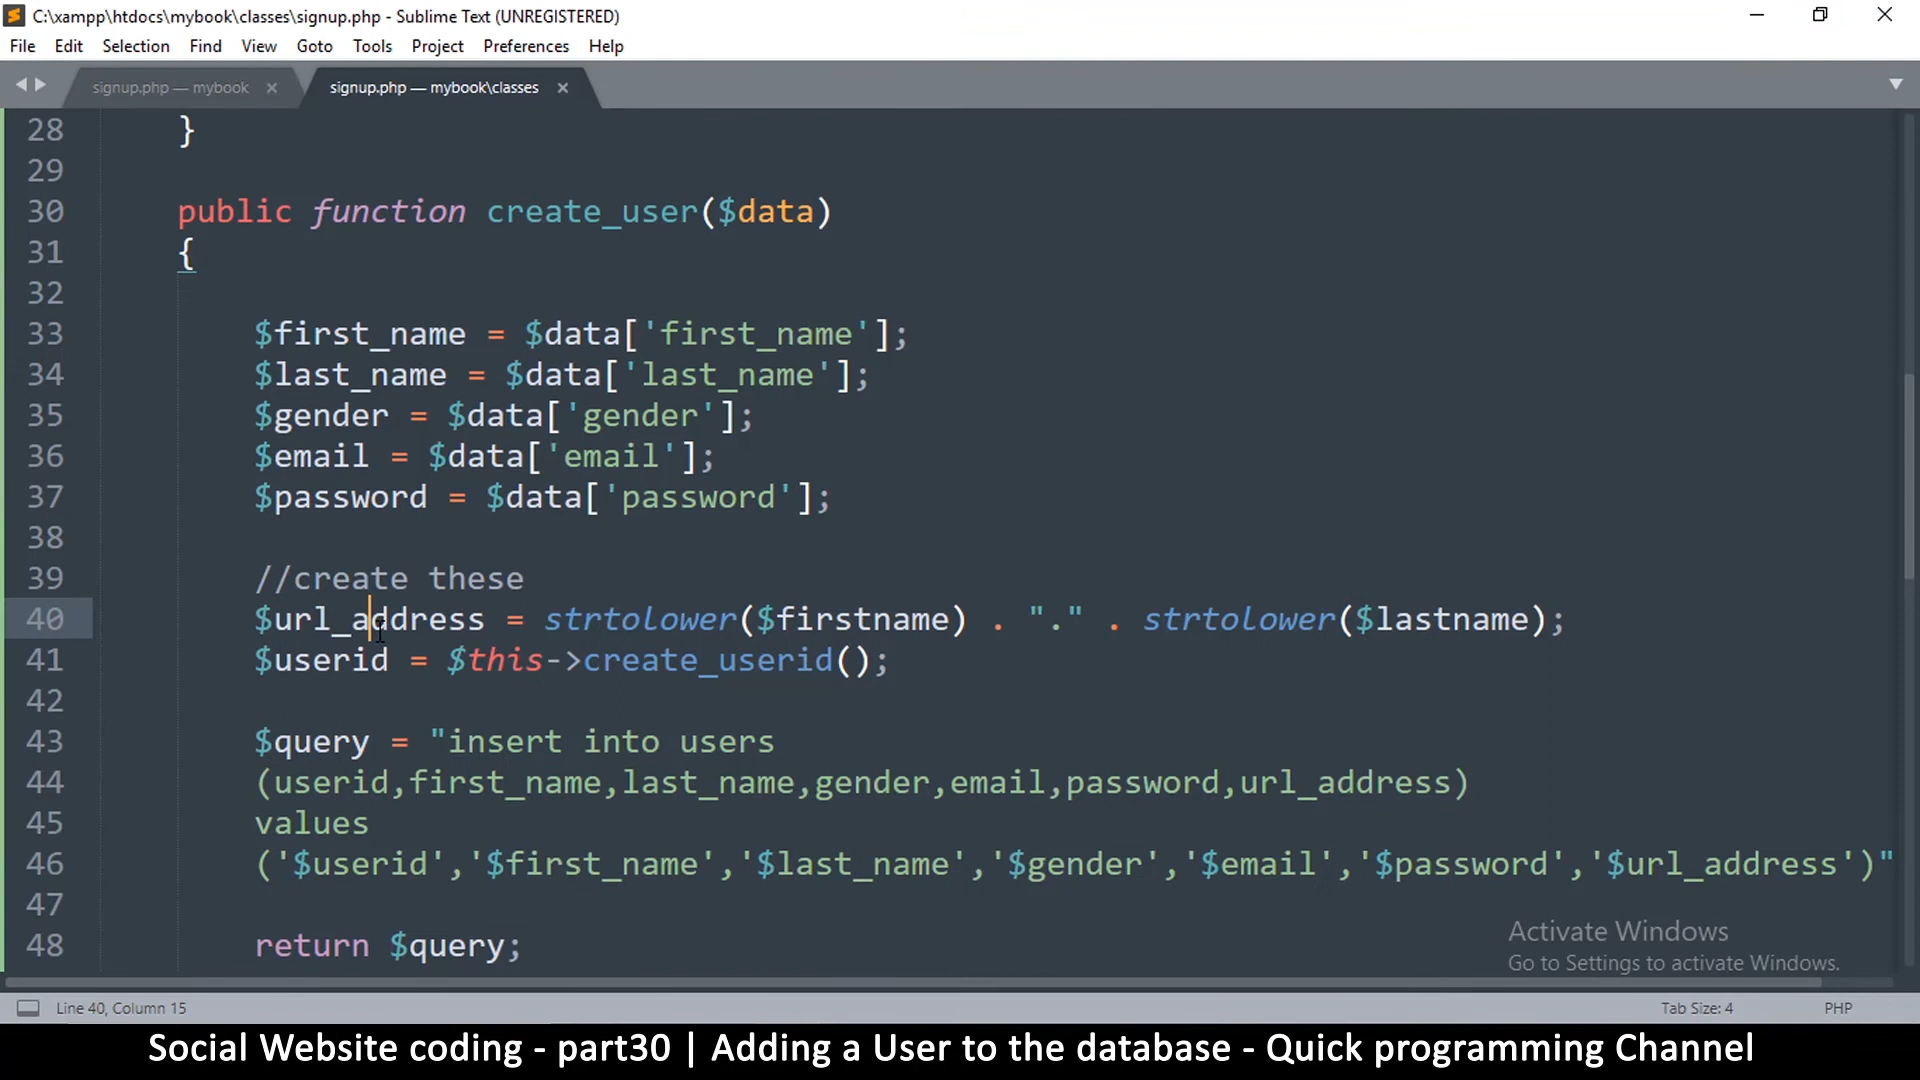 C:\xampp\htdocs\mybook\classes\signup.php - Sublime Text (UNREGISTERED)
File Edit Selection Find View Goto Tools Project Preferences Help
signup.php — mybook signup.php — mybook\classes
28 }
29
30 public function create_user($data)
31 {
32
33 $first_name = $data['first_name'];
34 $last_name = $data['last_name'];
35 $gender = $data['gender'];
36 $email = $data['email'];
37 $password = $data['password'];
38
39 //create these
40 $url_address = strtolower($firstname) . "." . strtolower($lastname);
41 $userid = $this->create_userid();
42
43 $query = "insert into users
44 (userid,first_name,last_name,gender,email,password,url_address)
45 values
46 ('$userid','$first_name','$last_name','$gender','$email','$password','$url_address')"
47
48 return $query;
Activate Windows
Go to Settings to activate Windows.
Line 40, Column 15 Tab Size: 4 PHP
Social Website coding - part30 | Adding a User to the database - Quick programming Channel